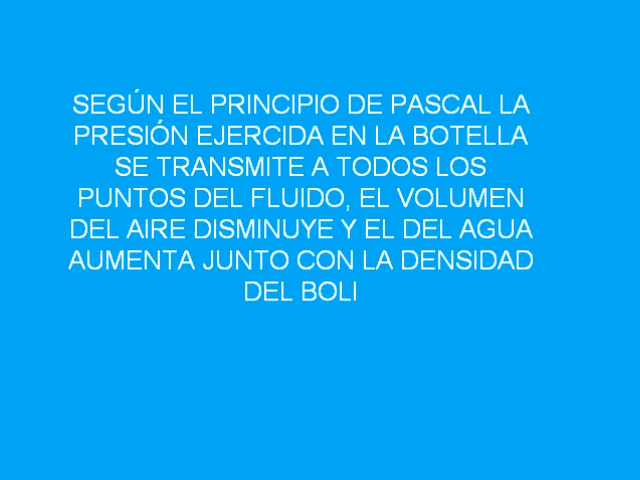 SEGÚN EL PRINCIPIO DE PASCAL LA
PRESIÓN EJERCIDA EN LA BOTELLA
SE TRANSMITE A TODOS LOS
PUNTOS DEL FLUIDO, EL VOLUMEN
DEL AIRE DISMINUYE Y EL DEL AGUA
AUMENTA JUNTO CON LA DENSIDAD
DEL BOLI